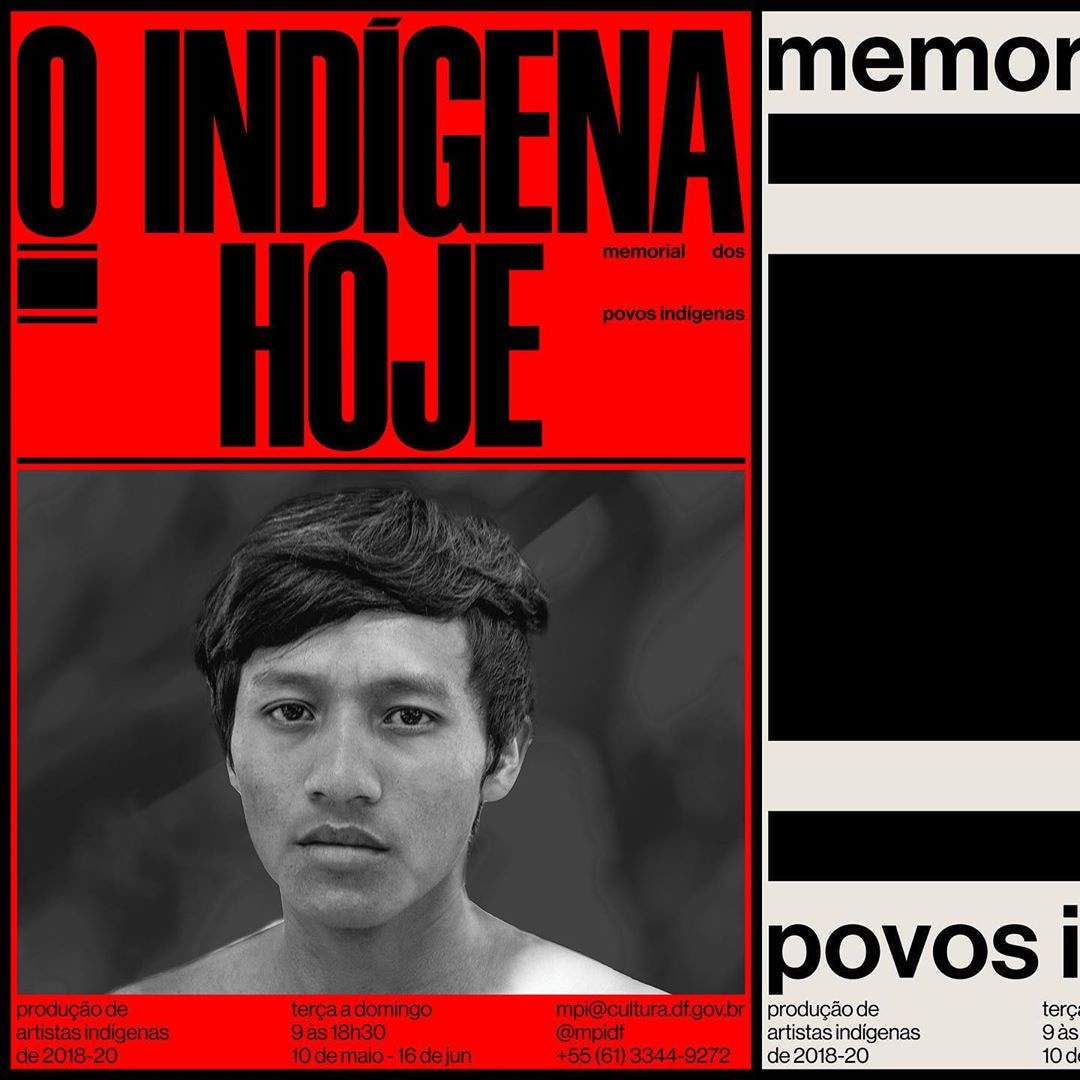 O INDÍGENA
HOJE
memorial dos
povos indígenas
produção de
artistas indígenas
de 2018-20
terça a domingo
9 às 18h30
10 de maio - 16 de jun
mpi@cultura.df.gov.br
@mpidf
+55 (61) 3344-9272
memor
povos i
produção de
artistas indígenas
de 2018-20
terça
9 às
10 d